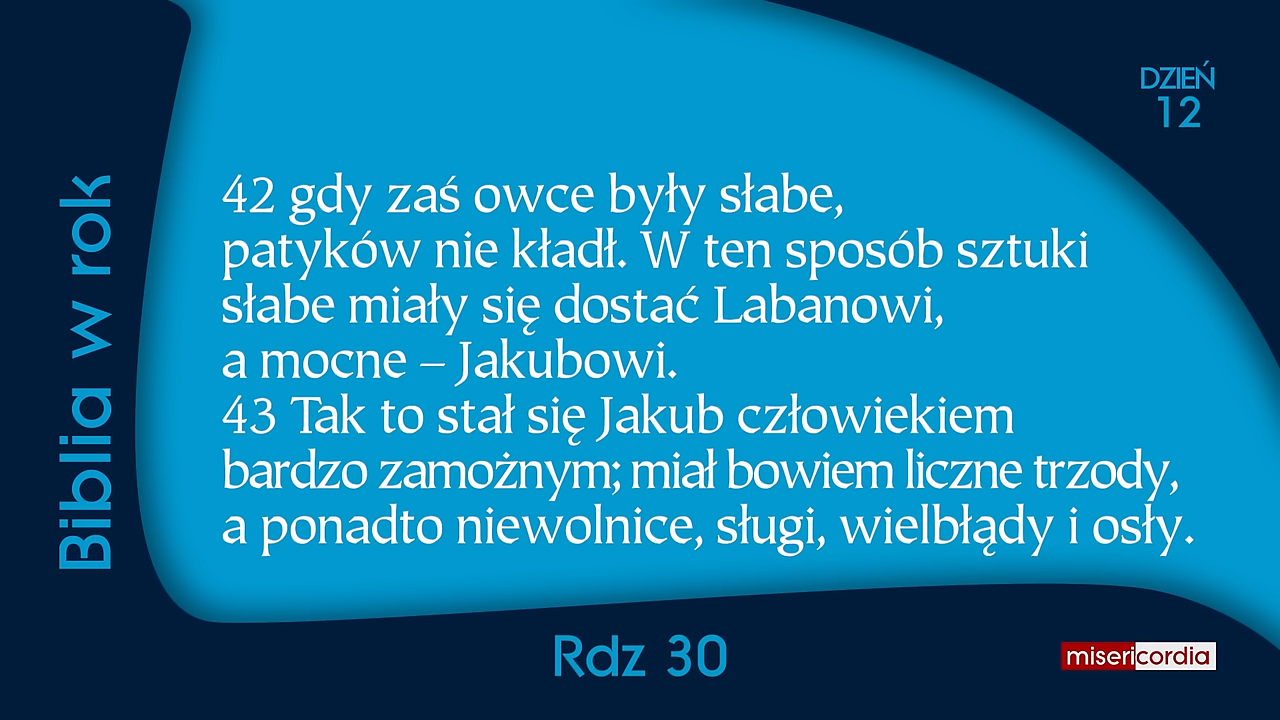 DZIEŃ
12
Biblia w rok
42 gdy zaś owce były słabe,
patyków nie kładł. W ten sposób sztuki
słabe miały się dostać Labanowi,
a mocne – Jakubowi.
43 Tak to stał się Jakub człowiekiem
bardzo zamożnym; miał bowiem liczne trzody,
a ponadto niewolnice, sługi, wielbłądy i osły.
Rdz 30
misericordia